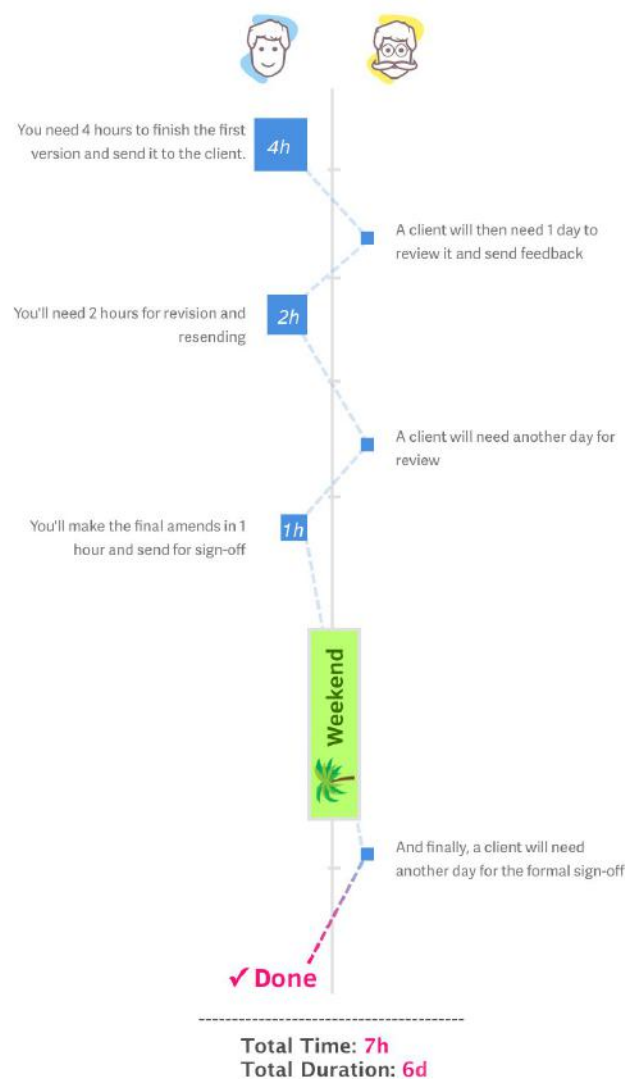 You need 4 hours to finish the first
version and send it to the client.
4h
A client will then need 1 day to
review it and send feedback
You'll need 2 hours for revision and
resending
2h
A client will need another day for
review
You'll make the final amends in 1
hour and send for sign-off
1h
Weekend
And finally, a client will need
another day for the formal sign-off
✓ Done
Total Time: 7h
Total Duration: 6d